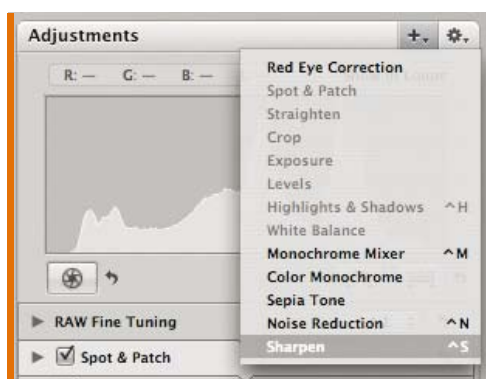 Adjustments
R: — G: — B: —
Red Eye Correction
Spot & Patch
Straighten
Crop
Exposure
Levels
Highlights & Shadows ^H
White Balance
Monochrome Mixer ^M
Color Monochrome
Sepia Tone
Noise Reduction ^N
Sharpen ^S
RAW Fine Tuning
Spot & Patch